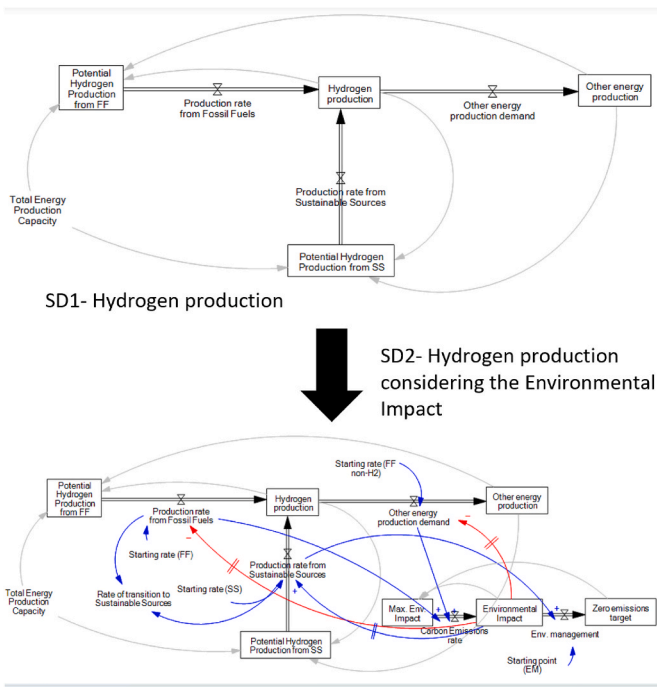 Potential
Hydrogen
Production
from FF
Production rate
from Fossil Fuels
Hydrogen
production
Other energy
production demand
Other energy
production
Total Energy
Production
Capacity
Production rate from
Sustainable Sources
Potential Hydrogen
Production from SS
SD1- Hydrogen production
SD2- Hydrogen production
considering the Environmental
Impact
Starting rate (FF
non-H2)
Potential
Hydrogen
Production
from FF
Hydrogen
production
Other energy
production
Production rate
from Fossil Fuels
Other energy
production demand
Starting rate (FF)
Production rate from
Sustainable Sources
Total Energy
Production
Capacity
Rate of transition to
Sustainable Sources
Starting rate(SS)
Max. Env
Impact
Carbon Emissions
rate
Environmental
Impact
Env. management
Zero emissions
target
Potential Hydrogen
Production from SS
Starting point
(EM)